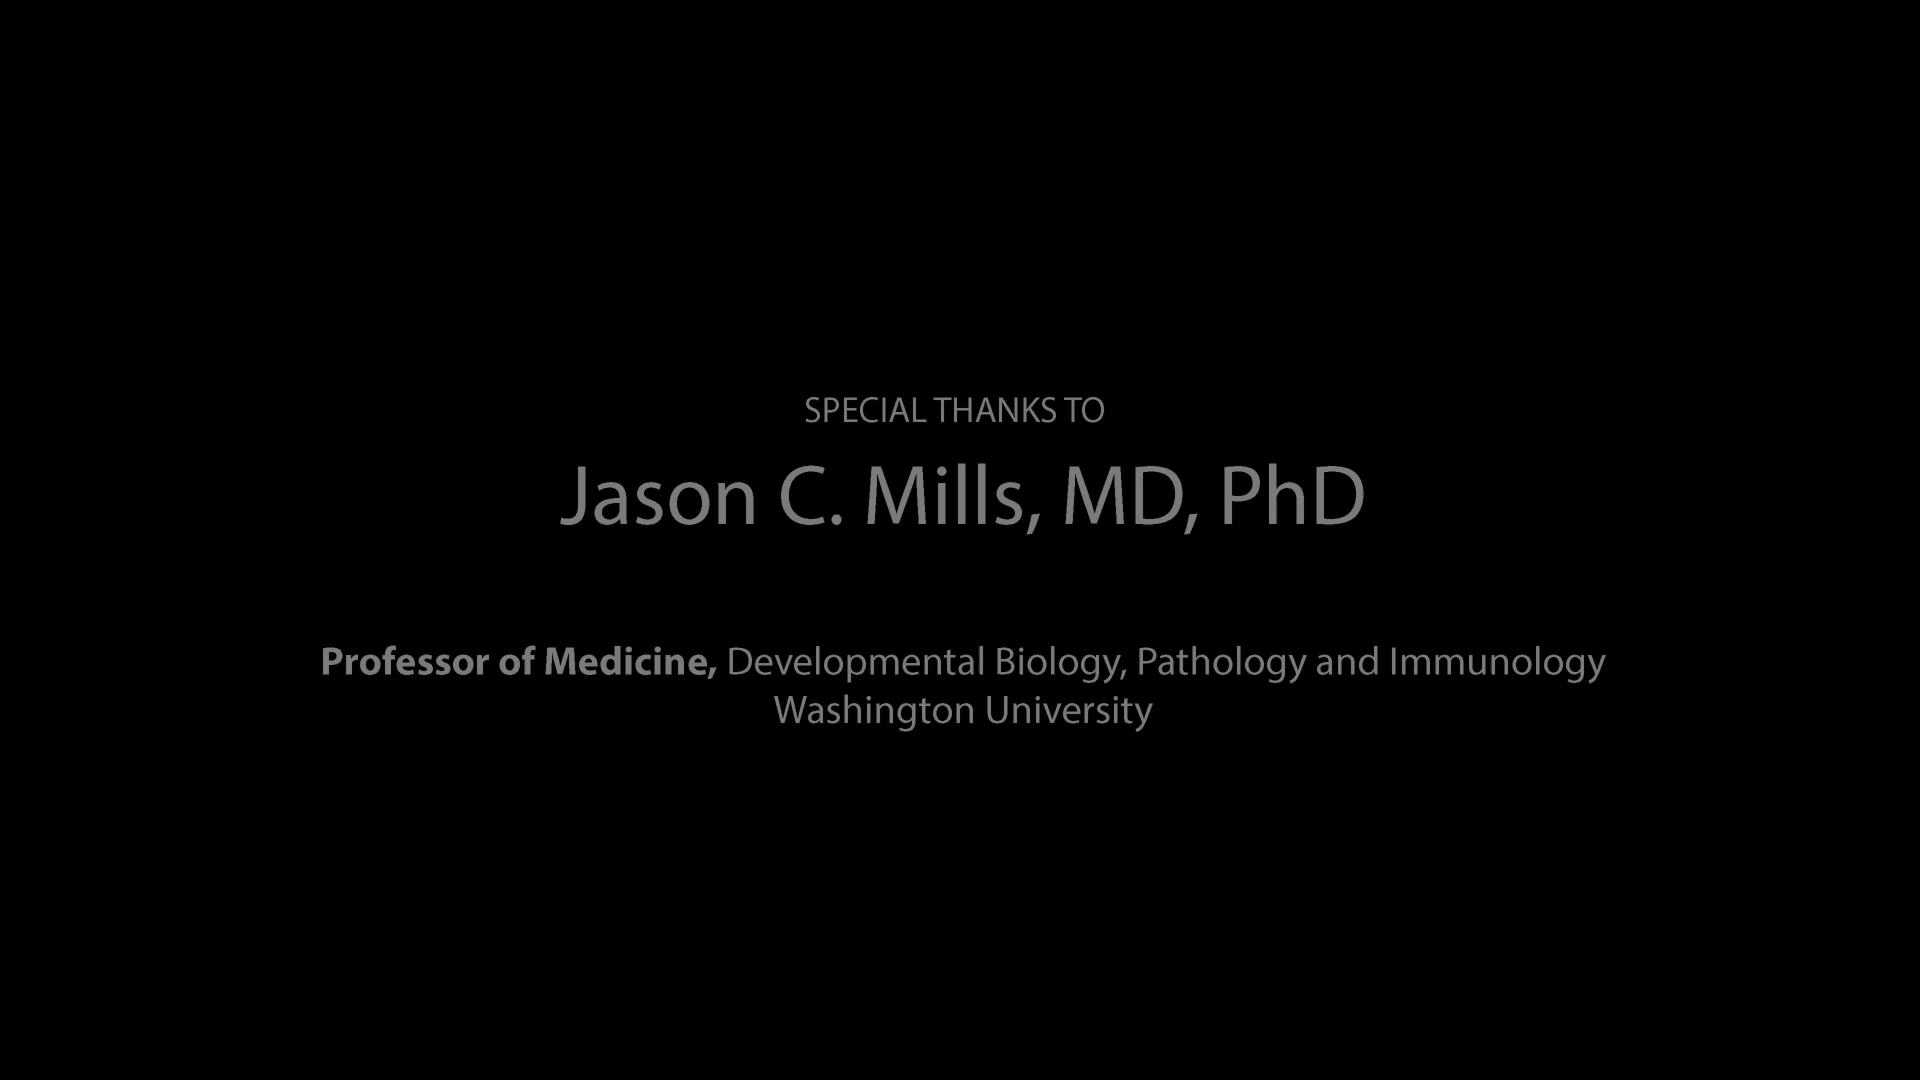 SPECIAL THANKS TO
Jason C. Mills, MD, PhD
Professor of Medicine, Developmental Biology, Pathology and Immunology
Washington University